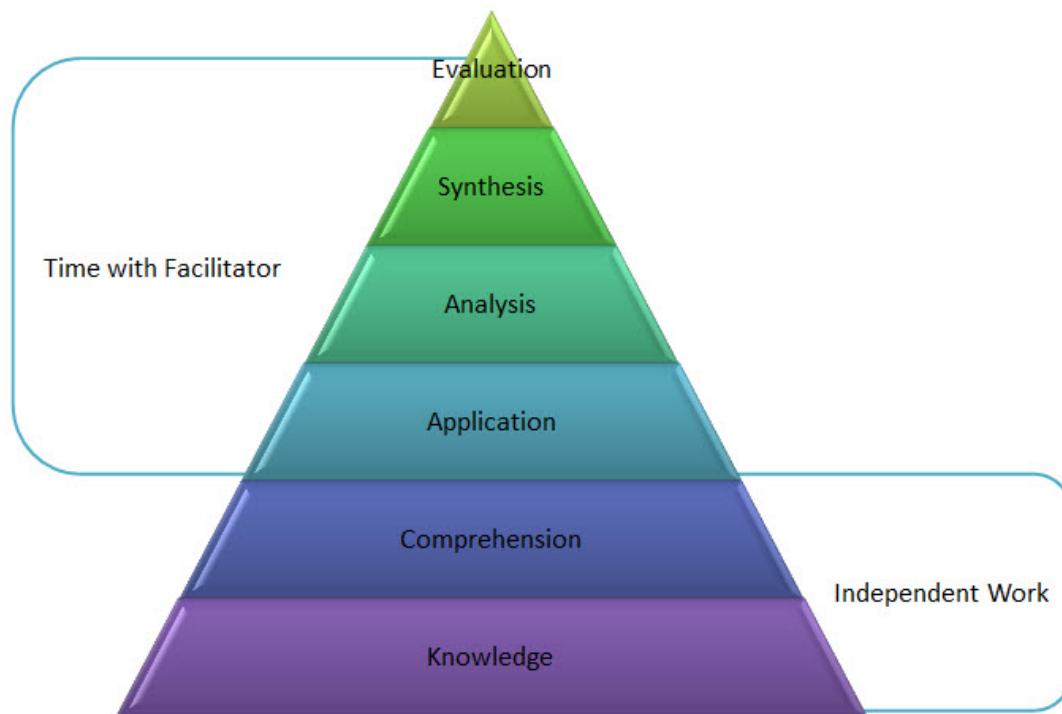 Evaluation
Synthesis
Time with Facilitator
Analysis
Application
Comprehension
Independent Work
Knowledge